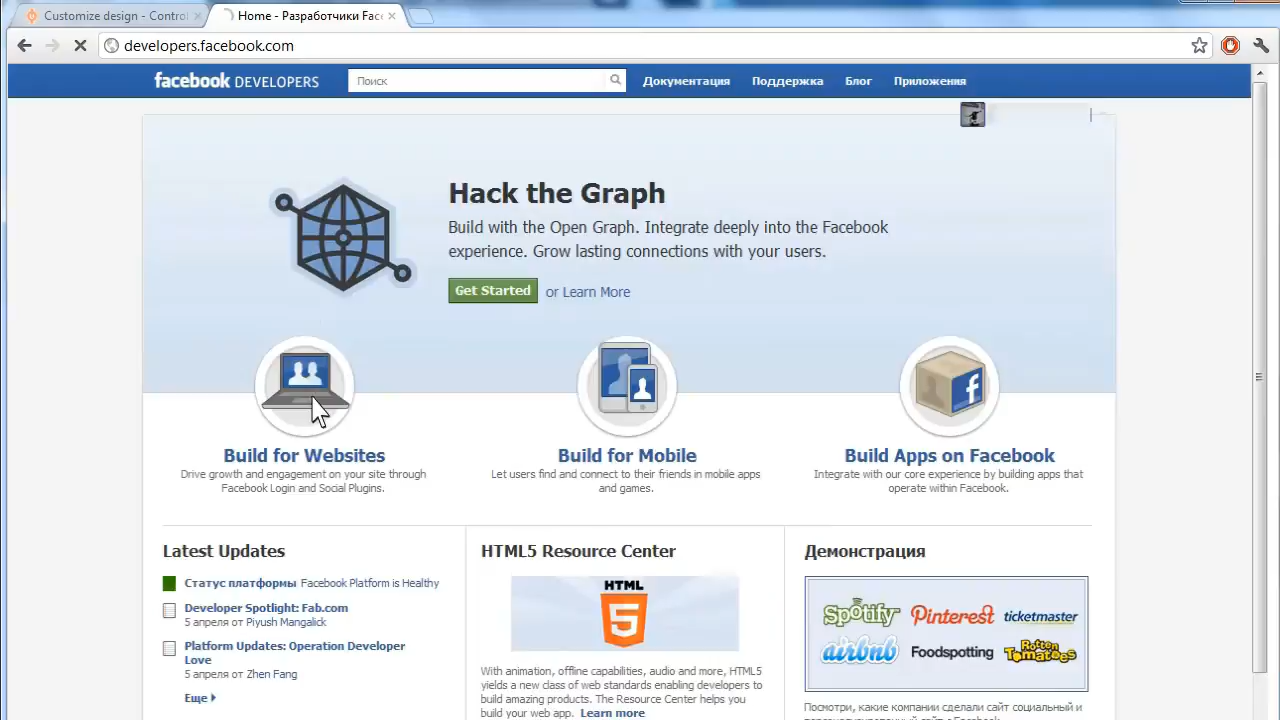 Customize design - Control
Home - Разработчики Fac
developers.facebook.com
facebook DEVELOPERS
Поиск
Документация
Поддержка
Блог
Приложения
Hack the Graph
Build with the Open Graph. Integrate deeply into the Facebook
experience. Grow lasting connections with your users.
Get Started or Learn More
Build for Websites
Drive growth and engagement on your site through
Facebook Login and Social Plugins.
Build for Mobile
Let users find and connect to their friends in mobile apps
and games.
Build Apps on Facebook
Integrate with our core experience by building apps that
operate within Facebook.
Latest Updates
Статус платформы Facebook Platform is Healthy
Developer Spotlight: Fab.com
5 апреля от Piyush Mangalick
Platform Updates: Operation Developer
Love
5 апреля от Zhen Fang
Еще
HTML5 Resource Center
HTML
5
With animation, offline capabilities, audio and more, HTML5
yields a new class of web standards enabling developers to
build amazing products. The Resource Center helps you
build your web app. Learn more
Демонстрация
Spotify Pinterest ticketmaster
airbnb Foodspotting Rotten Tomatoes
Посмотри, какие компании сделали сайт социальный и